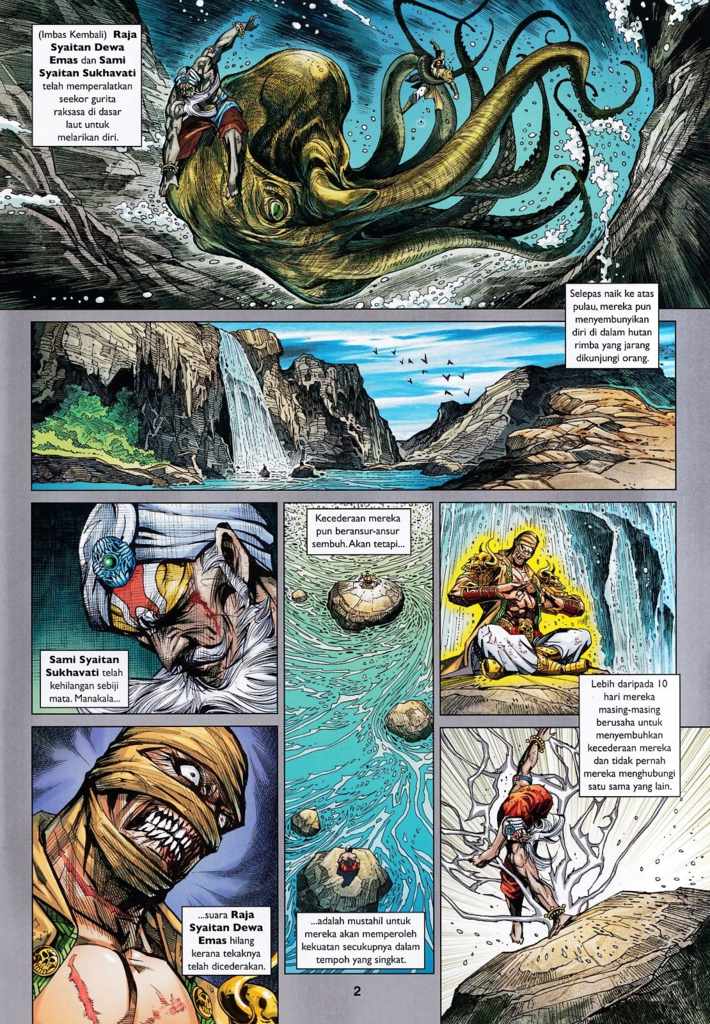 (Imbas Kembali) Raja
Syaitan Dewa
Emas dan Sami
Syaitan Sukhavati
telah memperalatkan
seekor gurita
raksasa di dasar
laut untuk
melarikan diri.
Selepas naik ke atas
pulau, mereka pun
menyembunyikan
diri di dalam hutan
rimba yang jarang
dikunjungi orang.
Sami Syaitan
Sukhavati telah
kehilangan sebiji
mata. Manakala...
...suara Raja
Syaitan Dewa
Emas hilang
kerana tekaknya
telah dicederakan.
Kecederaan mereka
pun beransur-ansur
sembuh. Akan tetapi...
...adalah mustahil untuk
mereka akan memperoleh
kekuatan secukupnya dalam
tempoh yang singkat.
Lebih daripada 10
hari mereka
masing-masing
berusaha untuk
menyembuhkan
kecederaan mereka
dan tidak pernah
mereka menghubungi
satu sama yang lain.
2